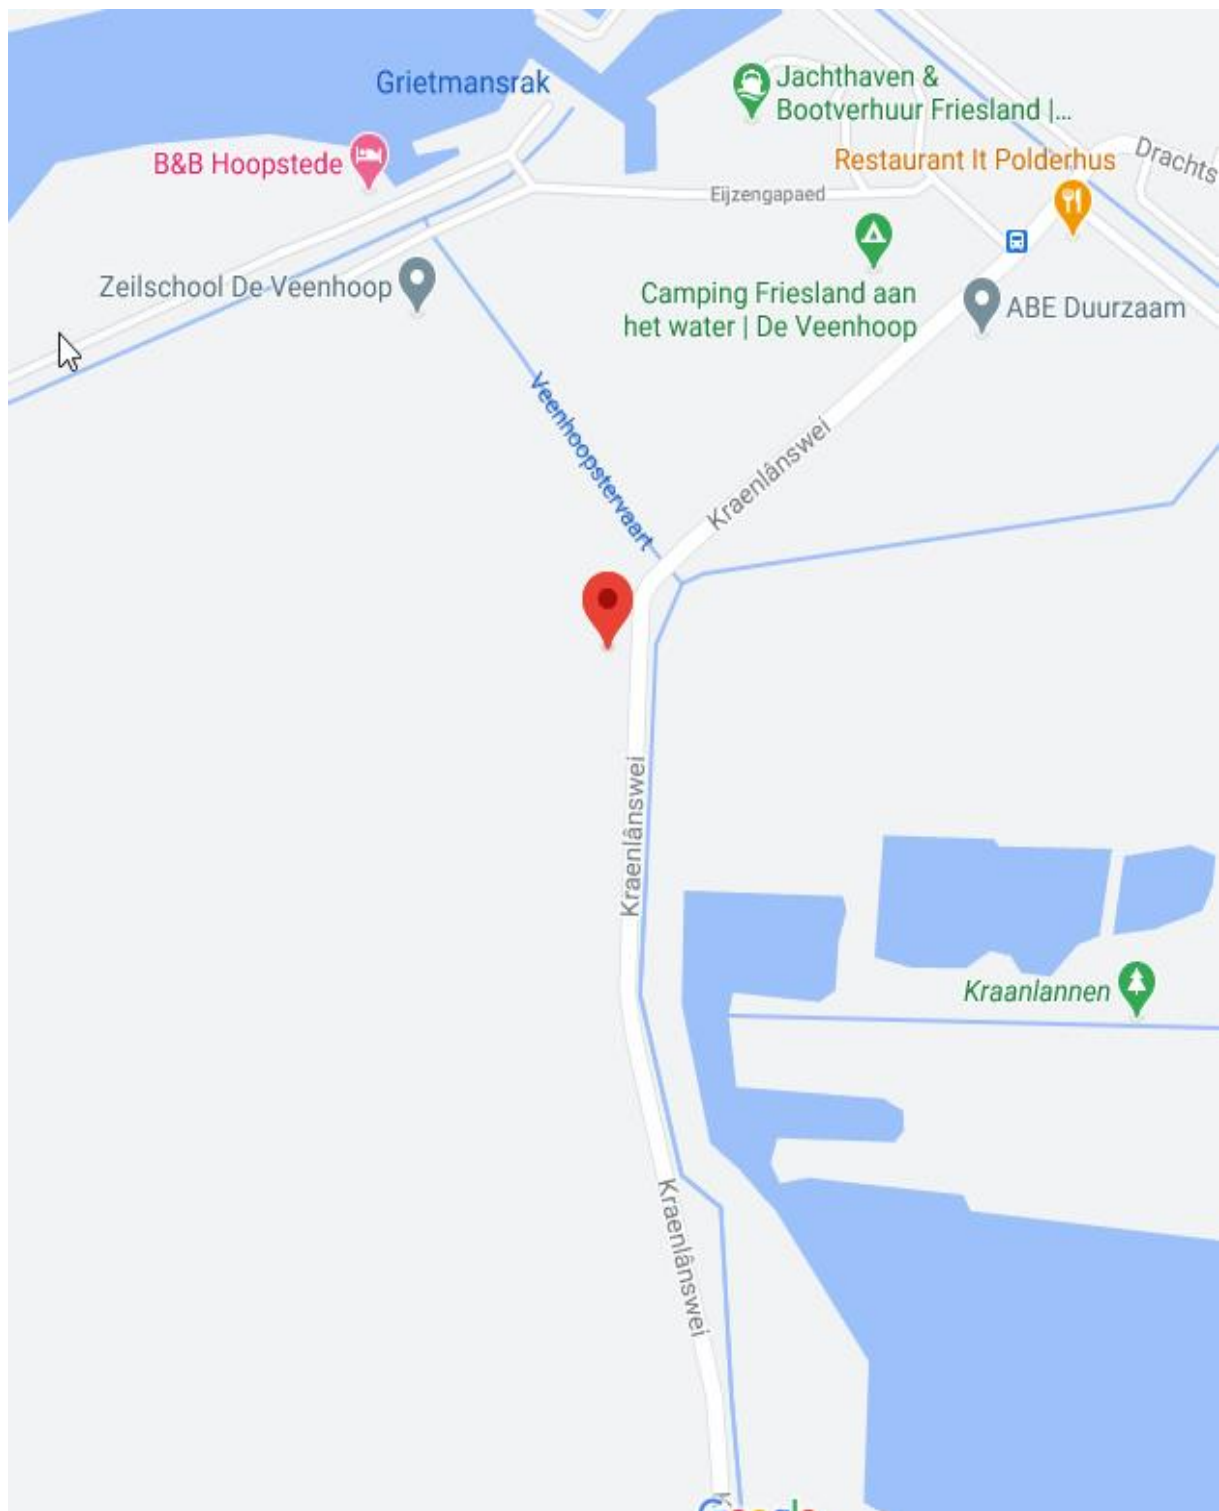 Grietmansrak
Jachthaven &
Bootverhuur Friesland |...
B&B Hoopstede
Restaurant It Polderhus
Drachts
Eijzengapaed
Zeilschool De Veenhoop
Camping Friesland aan
het water | De Veenhoop
ABE Duurzaam
Veenhoopstervaart
Kraenlânswei
Kraenlânswei
Kraanlannen
Kraenlânswei
Google